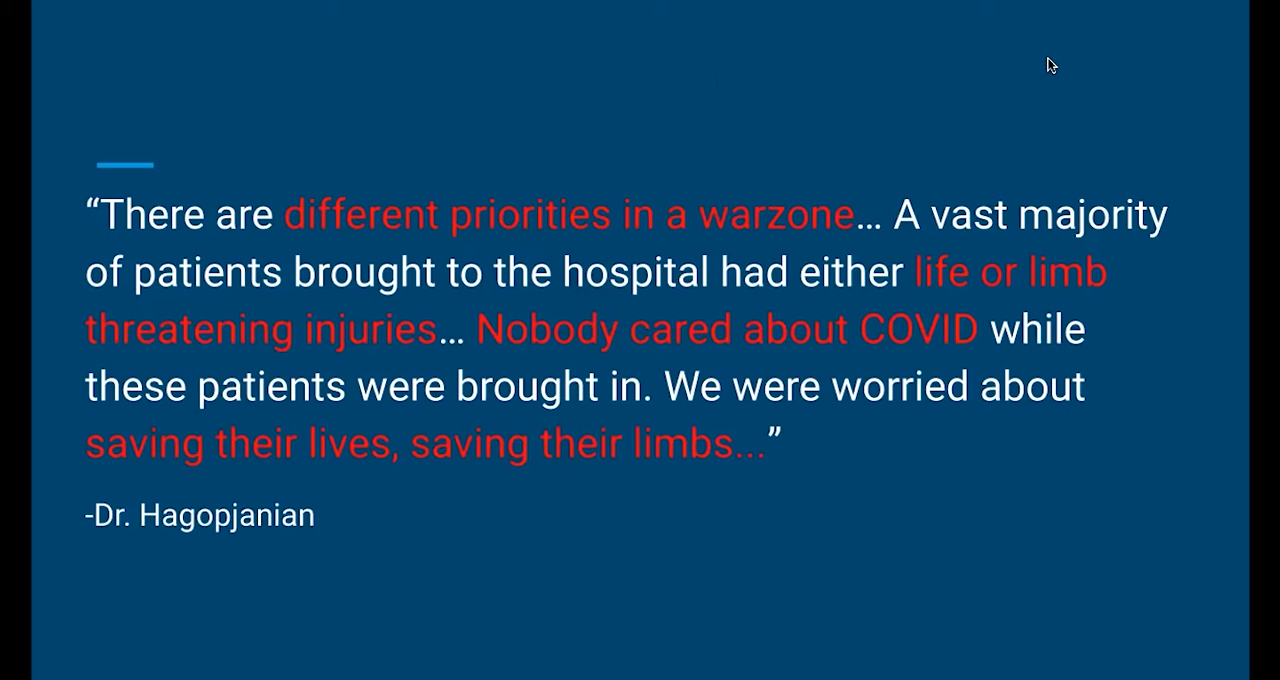 “There are different priorities in a warzone… A vast majority
of patients brought to the hospital had either life or limb
threatening injuries… Nobody cared about COVID while
these patients were brought in. We were worried about
saving their lives, saving their limbs...”
-Dr. Hagopjanian